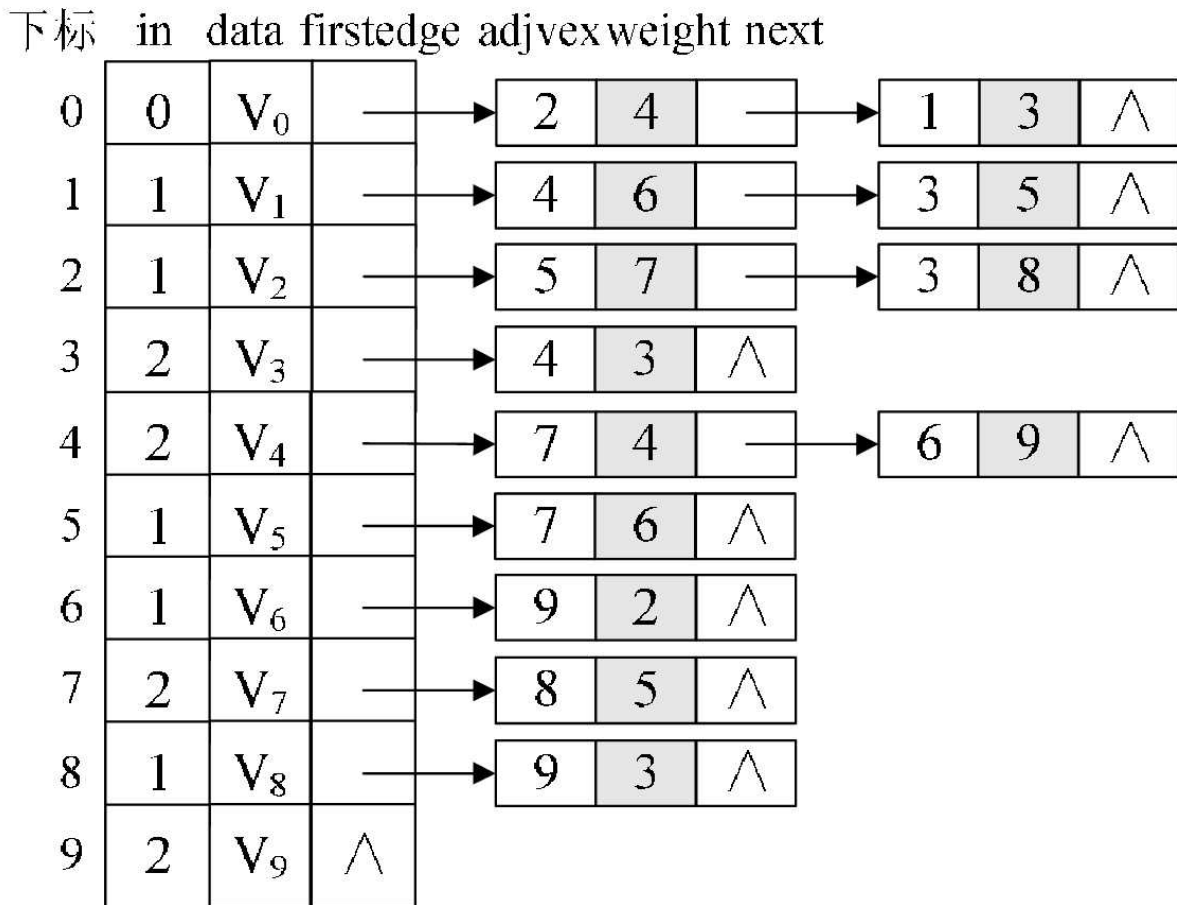 下标 in data firstedge adjvex weight next
0 0 V₀ 2 4 1 3 ∧
1 1 V₁ 4 6 3 5 ∧
2 1 V₂ 5 7 3 8 ∧
3 2 V₃ 4 3 ∧
4 2 V₄ 7 4 6 9 ∧
5 1 V₅ 7 6 ∧
6 1 V₆ 9 2 ∧
7 2 V₇ 8 5 ∧
8 1 V₈ 9 3 ∧
9 2 V₉ ∧